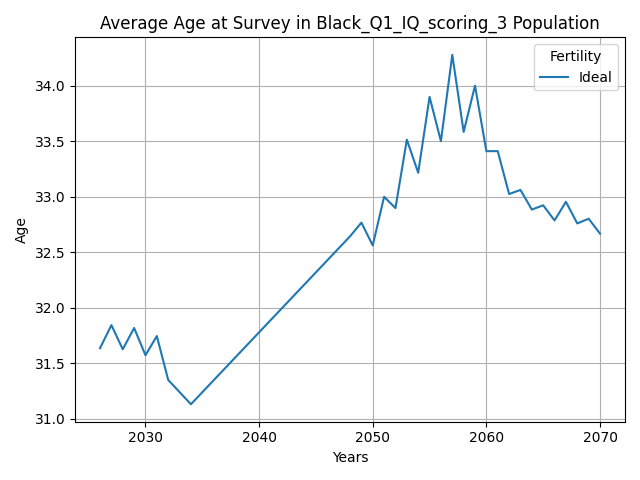 Average Age at Survey in Black_Q1_IQ_scoring_3 Population
Fertility
Ideal
34.0
33.5
33.0
32.5
32.0
31.5
31.0
Age
2030 2040 2050 2060 2070
Years